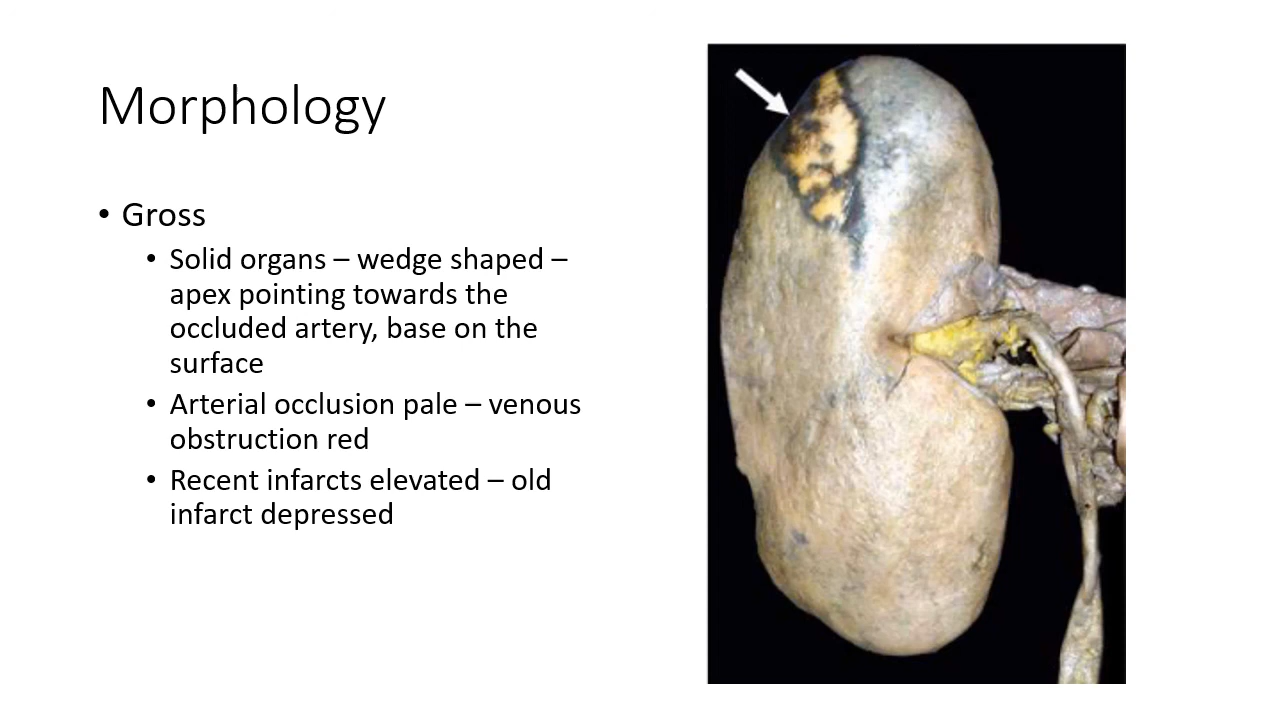 Morphology
• Gross
• Solid organs – wedge shaped –
apex pointing towards the
occluded artery, base on the
surface
• Arterial occlusion pale – venous
obstruction red
• Recent infarcts elevated – old
infarct depressed